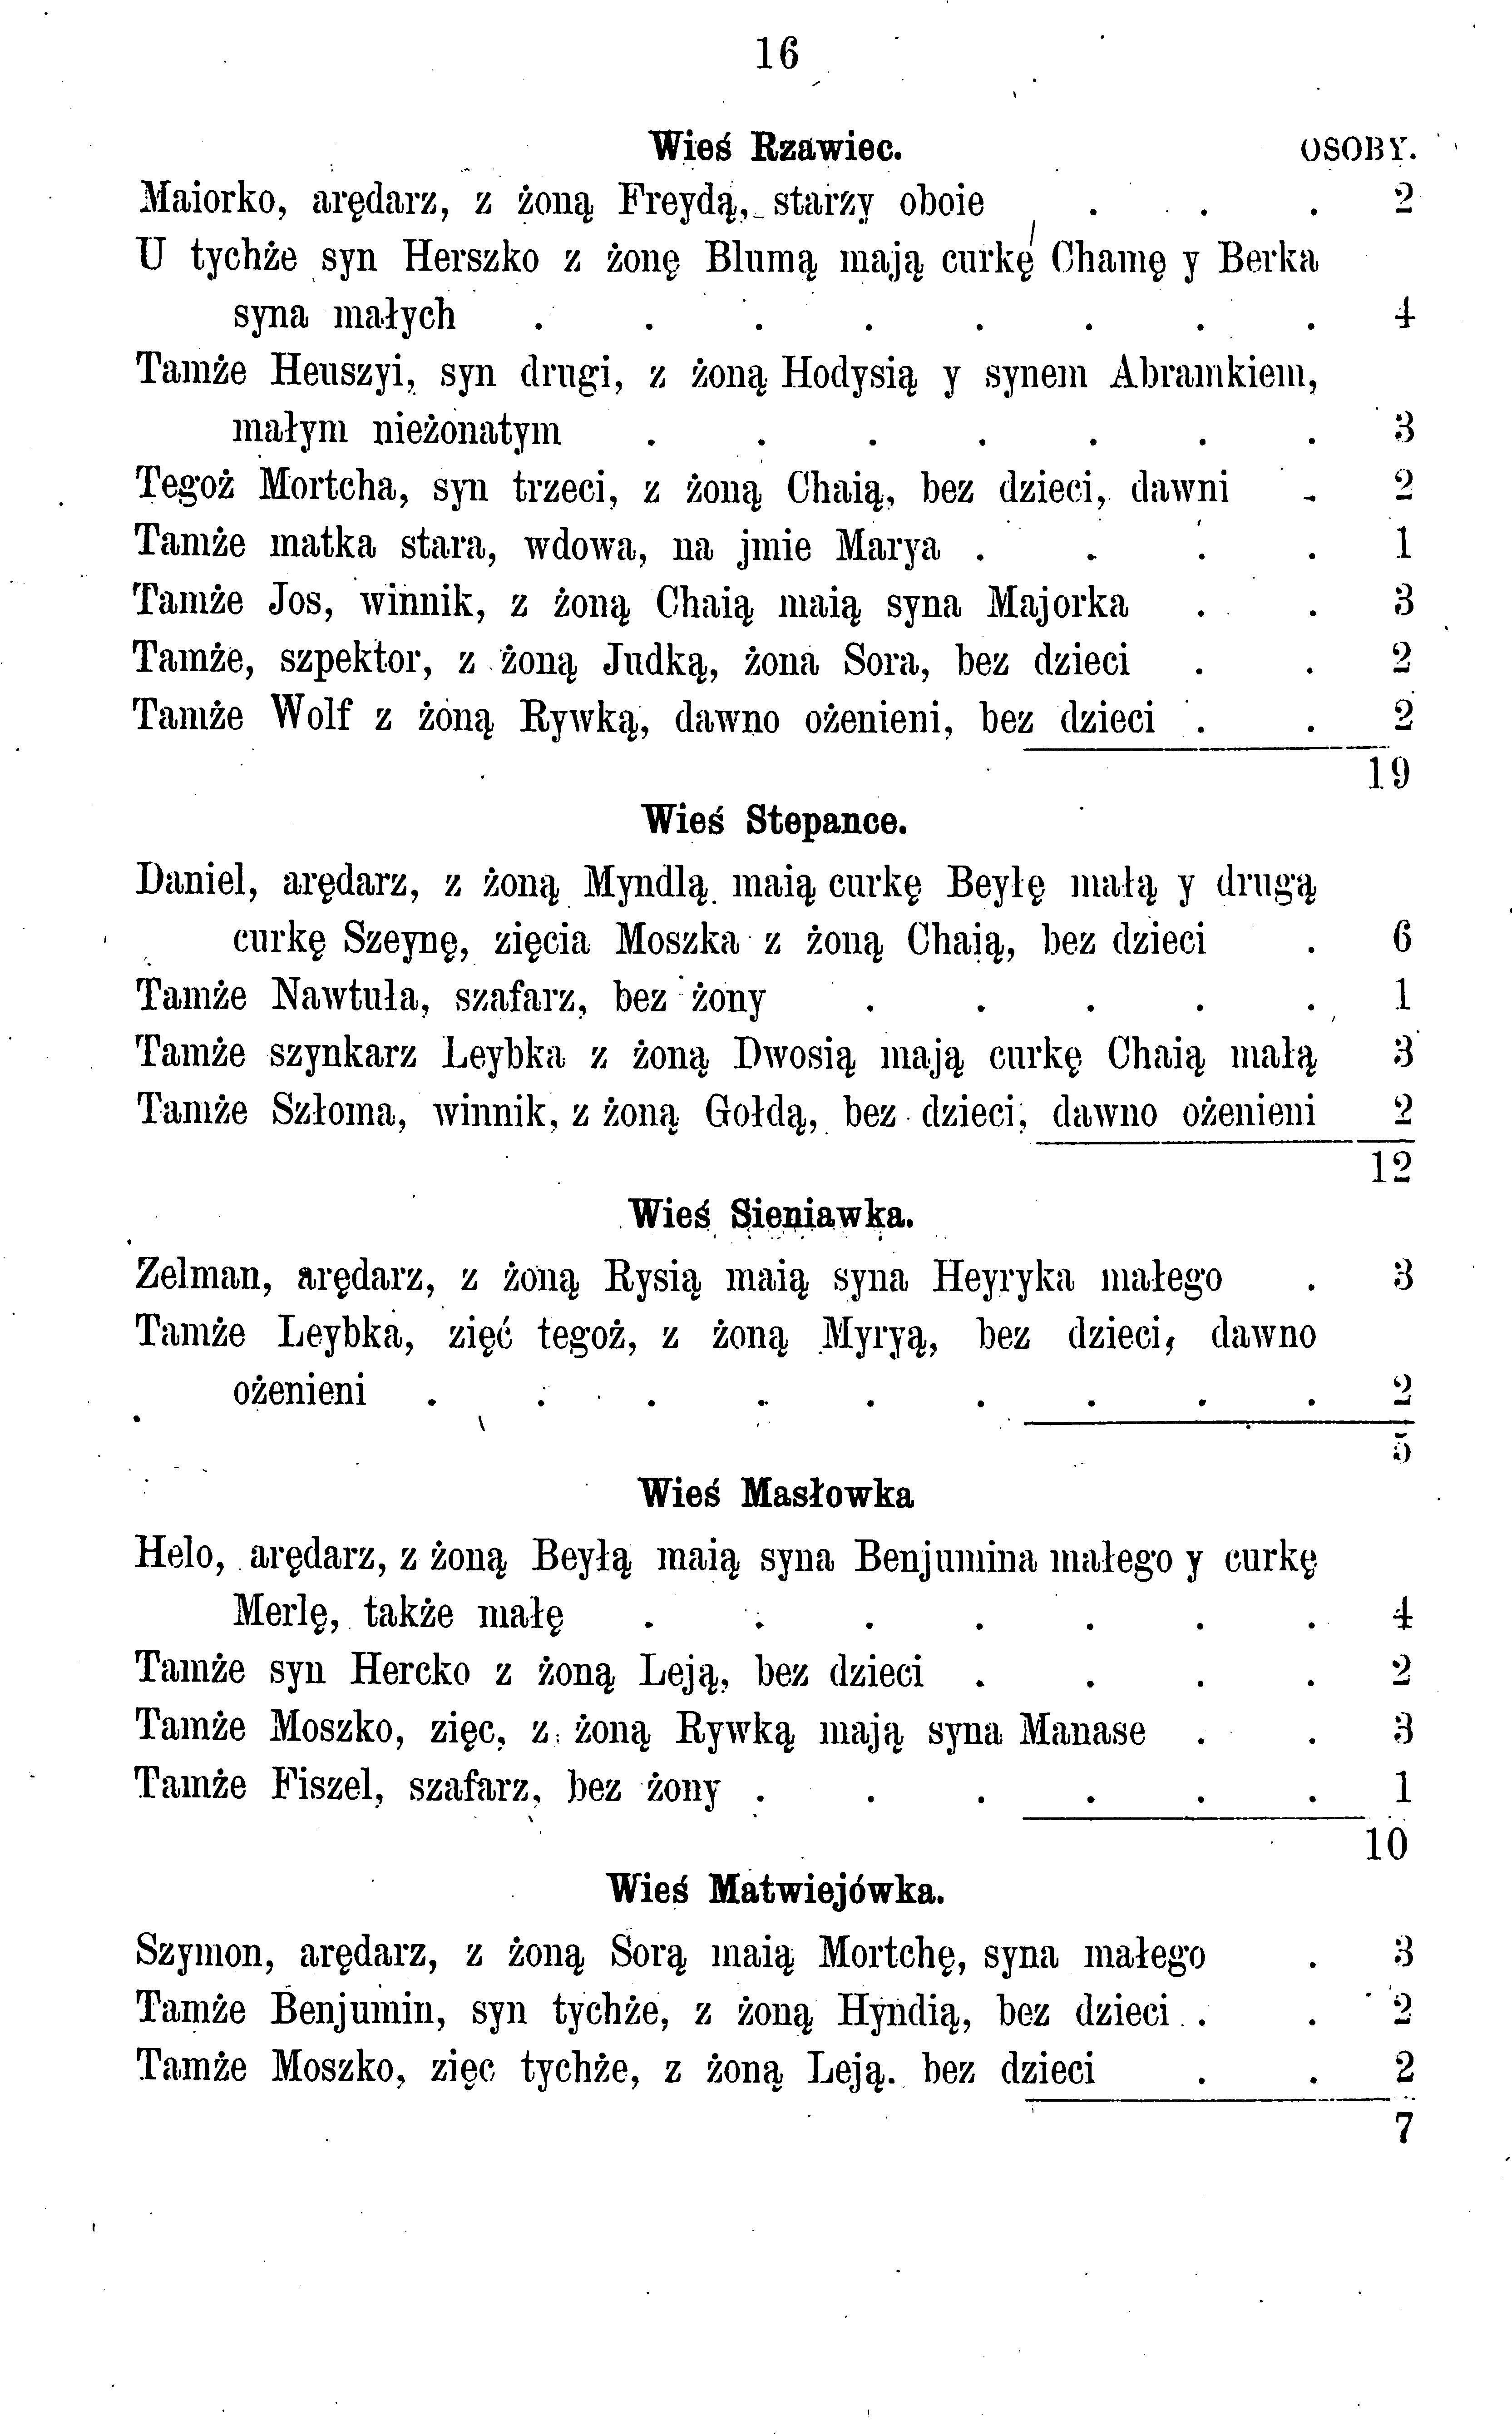 16
Wieś Rzawiec. OSOBY.
Maiorko, arędarz, z żoną Freydą, starzy oboie . . . 2
U tychże syn Herszko z żonę Blumą mają curkę Chamę y Berka
syna małych . . . . . . . . 4
Tamże Heuszyi, syn drugi, z żoną Hodysią y synem Abramkiem,
małym nieżonatym . . . . . . . 3
Tegoż Mortcha, syn trzeci, z żoną Chaią, bez dzieci, dawni . 2
Tamże matka stara, wdowa, na jmie Marya . . . . 1
Tamże Jos, winnik, z żoną Chaią maią syna Majorka . . 3
Tamże, szpektor, z żoną Judką, żona Sora, bez dzieci . . 2
Tamże Wolf z żoną Rywką, dawno ożenieni, bez dzieci . . 2
19
Wieś Stepance.
Daniel, arędarz, z żoną Myndlą maią curkę Beyłę małą y drugą
curkę Szeynę, zięcia Moszka z żoną Chaią, bez dzieci . 6
Tamże Nawtuła, szafarz, bez żony . . . . . 1
Tamże szynkarz Leybka z żoną Dwosią mają curkę Chaią małą 3
Tamże Szłoma, winnik, z żoną Gołdą, bez dzieci, dawno ożenieni 2
12
Wieś Sieniawka.
Zelman, arędarz, z żoną Rysią maią syna Heyryka małego . 3
Tamże Leybka, zięć tegoż, z żoną Myryą, bez dzieci, dawno
ożenieni . . . . . . . . . 2
5
Wieś Masłowka
Helo, arędarz, z żoną Beyłą maią syna Benjumina małego y curkę
Merlę, także małę . . . . . . . 4
Tamże syn Hercko z żoną Leją, bez dzieci . . . . 2
Tamże Moszko, zięc, z żoną Rywką mają syna Manase . . 3
Tamże Fiszel, szafarz, bez żony . . . . . . 1
10
Wieś Matwiejówka.
Szymon, arędarz, z żoną Sorą maią Mortchę, syna małego . 3
Tamże Benjumin, syn tychże, z żoną Hyndią, bez dzieci . . 2
Tamże Moszko, zięc tychże, z żoną Leją. bez dzieci . . 2
7